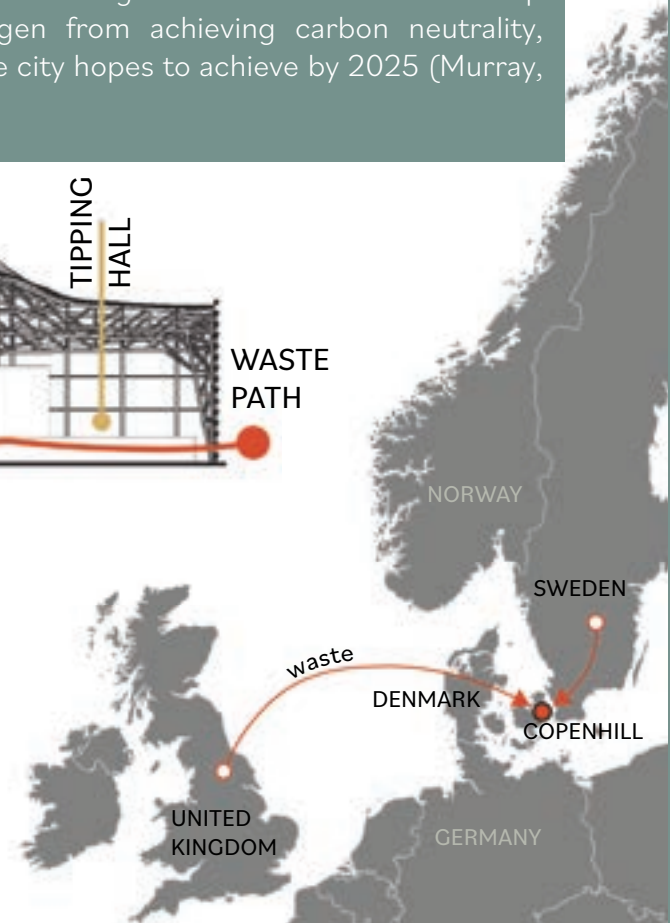 gen from achieving carbon neutrality,
city hopes to achieve by 2025 (Murray,
TIPPING
HALL
WASTE
PATH
NORWAY
SWEDEN
waste
DENMARK
COPENHILL
UNITED
KINGDOM
GERMANY